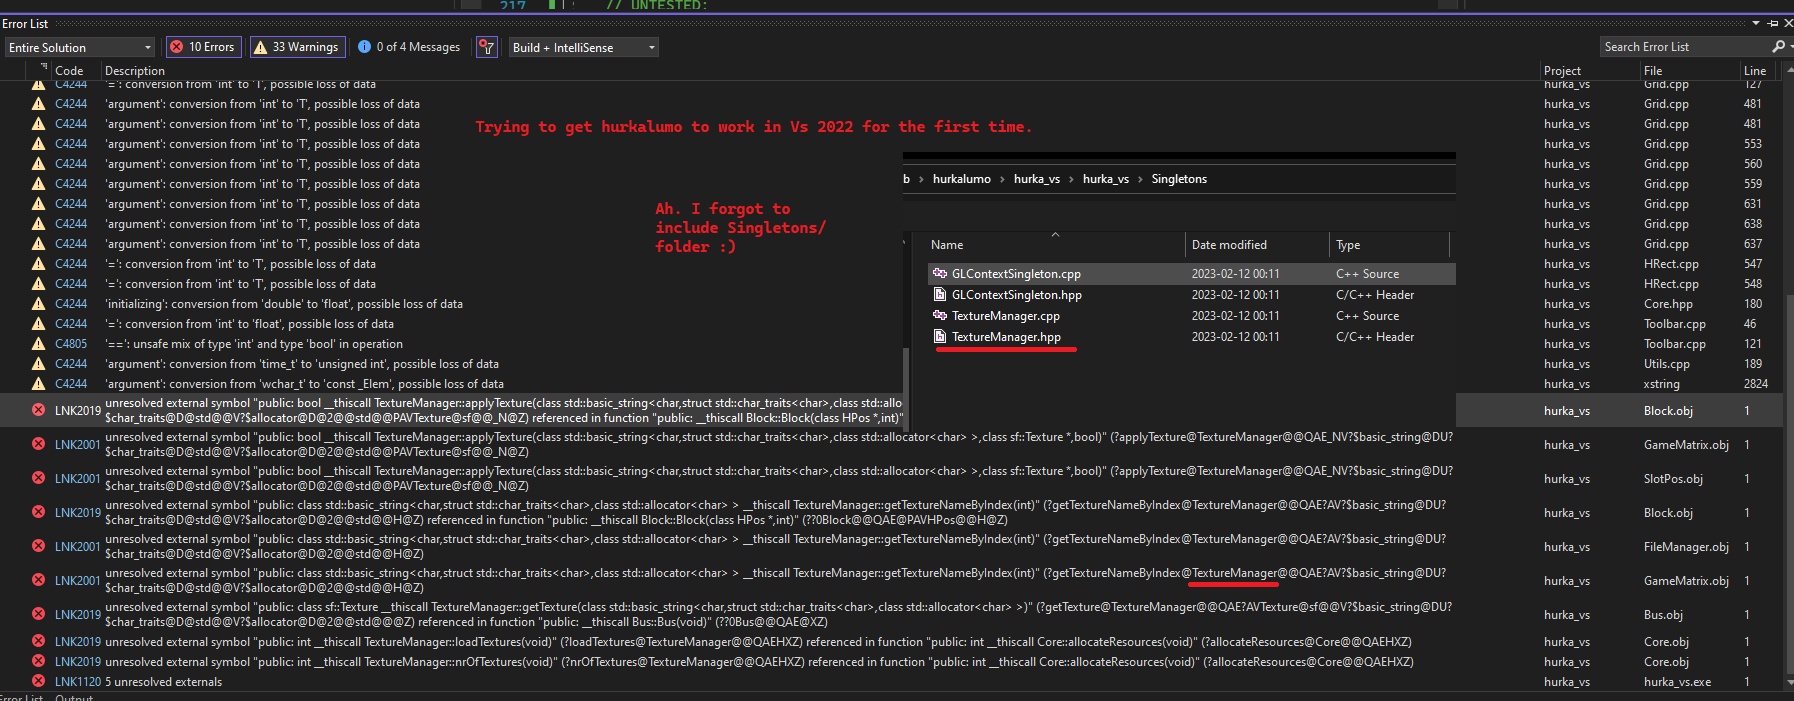 217 // UNTESTED:
Error List
Entire Solution 10 Errors 33 Warnings 0 of 4 Messages Build + IntelliSense Search Error List
Code Description Project File Line
C4244 '=': conversion from 'int' to 'T', possible loss of data hurka_vs Grid.cpp 127
C4244 'argument': conversion from 'int' to 'T', possible loss of data hurka_vs Grid.cpp 481
C4244 'argument': conversion from 'int' to 'T', possible loss of data hurka_vs Grid.cpp 481
Trying to get hurkalumo to work in Vs 2022 for the first time.
C4244 'argument': conversion from 'int' to 'T', possible loss of data hurka_vs Grid.cpp 553
C4244 'argument': conversion from 'int' to 'T', possible loss of data hurka_vs Grid.cpp 560
C4244 'argument': conversion from 'int' to 'T', possible loss of data hurka_vs Grid.cpp 559
C4244 'argument': conversion from 'int' to 'T', possible loss of data hurka_vs Grid.cpp 631
C4244 'argument': conversion from 'int' to 'T', possible loss of data hurka_vs Grid.cpp 638
C4244 'argument': conversion from 'int' to 'T', possible loss of data hurka_vs Grid.cpp 637
C4244 '=': conversion from 'int' to 'T', possible loss of data hurka_vs HRect.cpp 547
C4244 '=': conversion from 'int' to 'T', possible loss of data hurka_vs HRect.cpp 548
C4244 'initializing': conversion from 'double' to 'float', possible loss of data hurka_vs Core.hpp 180
C4244 '=': conversion from 'int' to 'float', possible loss of data hurka_vs Toolbar.cpp 46
C4805 '==': unsafe mix of type 'int' and type 'bool' in operation hurka_vs Toolbar.cpp 121
C4244 'argument': conversion from 'time_t' to 'unsigned int', possible loss of data hurka_vs Utils.cpp 189
C4244 'argument': conversion from 'wchar_t' to 'const _Elem', possible loss of data hurka_vs xstring 2824
Ah. I forgot to
include Singletons/
folder :)
b › hurkalumo › hurka_vs › hurka_vs › Singletons
Name Date modified Type
GLContextSingleton.cpp 2023-02-12 00:11 C++ Source
GLContextSingleton.hpp 2023-02-12 00:11 C/C++ Header
TextureManager.cpp 2023-02-12 00:11 C++ Source
TextureManager.hpp 2023-02-12 00:11 C/C++ Header
LNK2019 unresolved external symbol "public: bool __thiscall TextureManager::applyTexture(class std::basic_string<char,struct std::char_traits<char>,class std::allo hurka_vs Block.obj 1
$char_traits@D@std@@V?$allocator@D@2@@std@@PAVTexture@sf@@_N@Z) referenced in function "public: __thiscall Block::Block(class HPos *,int)"
LNK2001 unresolved external symbol "public: bool __thiscall TextureManager::applyTexture(class std::basic_string<char,struct std::char_traits<char>,class std::allocator<char> >,class sf::Texture *,bool)" (?applyTexture@TextureManager@@QAE_NV?$basic_string@DU? hurka_vs GameMatrix.obj 1
$char_traits@D@std@@V?$allocator@D@2@@std@@PAVTexture@sf@@_N@Z)
LNK2001 unresolved external symbol "public: bool __thiscall TextureManager::applyTexture(class std::basic_string<char,struct std::char_traits<char>,class std::allocator<char> >,class sf::Texture *,bool)" (?applyTexture@TextureManager@@QAE_NV?$basic_string@DU? hurka_vs SlotPos.obj 1
$char_traits@D@std@@V?$allocator@D@2@@std@@PAVTexture@sf@@_N@Z)
LNK2019 unresolved external symbol "public: class std::basic_string<char,struct std::char_traits<char>,class std::allocator<char> > __thiscall TextureManager::getTextureNameByIndex(int)" (?getTextureNameByIndex@TextureManager@@QAE?AV?$basic_string@DU? hurka_vs Block.obj 1
$char_traits@D@std@@V?$allocator@D@2@@std@@H@Z) referenced in function "public: __thiscall Block::Block(class HPos *,int)" (??0Block@@QAE@PAVHPos@@H@Z)
LNK2001 unresolved external symbol "public: class std::basic_string<char,struct std::char_traits<char>,class std::allocator<char> > __thiscall TextureManager::getTextureNameByIndex(int)" (?getTextureNameByIndex@TextureManager@@QAE?AV?$basic_string@DU? hurka_vs FileManager.obj 1
$char_traits@D@std@@V?$allocator@D@2@@std@@H@Z)
LNK2001 unresolved external symbol "public: class std::basic_string<char,struct std::char_traits<char>,class std::allocator<char> > __thiscall TextureManager::getTextureNameByIndex(int)" (?getTextureNameByIndex@TextureManager@@QAE?AV?$basic_string@DU? hurka_vs GameMatrix.obj 1
$char_traits@D@std@@V?$allocator@D@2@@std@@H@Z)
LNK2019 unresolved external symbol "public: class sf::Texture __thiscall TextureManager::getTexture(class std::basic_string<char,struct std::char_traits<char>,class std::allocator<char> >)" (?getTexture@TextureManager@@QAE?AVTexture@sf@@V?$basic_string@DU? hurka_vs Bus.obj 1
$char_traits@D@std@@V?$allocator@D@2@@std@@@Z) referenced in function "public: __thiscall Bus::Bus(void)" (??0Bus@@QAE@XZ)
LNK2019 unresolved external symbol "public: int __thiscall TextureManager::loadTextures(void)" (?loadTextures@TextureManager@@QAEHXZ) referenced in function "public: int __thiscall Core::allocateResources(void)" (?allocateResources@Core@@QAEHXZ) hurka_vs Core.obj 1
LNK2019 unresolved external symbol "public: int __thiscall TextureManager::nrOfTextures(void)" (?nrOfTextures@TextureManager@@QAEHXZ) referenced in function "public: int __thiscall Core::allocateResources(void)" (?allocateResources@Core@@QAEHXZ) hurka_vs Core.obj 1
LNK1120 5 unresolved externals hurka_vs hurka_vs.exe 1
Error List Output